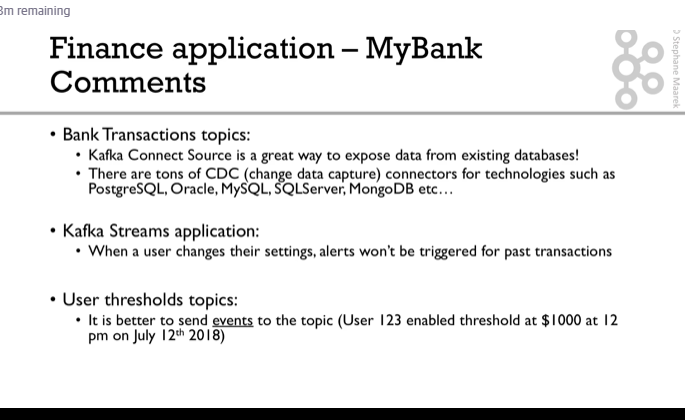 3m remaining
Finance application – MyBank
Comments
© Stephane Maarek
• Bank Transactions topics:
• Kafka Connect Source is a great way to expose data from existing databases!
• There are tons of CDC (change data capture) connectors for technologies such as
PostgreSQL, Oracle, MySQL, SQLServer, MongoDB etc…
• Kafka Streams application:
• When a user changes their settings, alerts won't be triggered for past transactions
• User thresholds topics:
• It is better to send events to the topic (User 123 enabled threshold at $1000 at 12
pm on July 12th 2018)